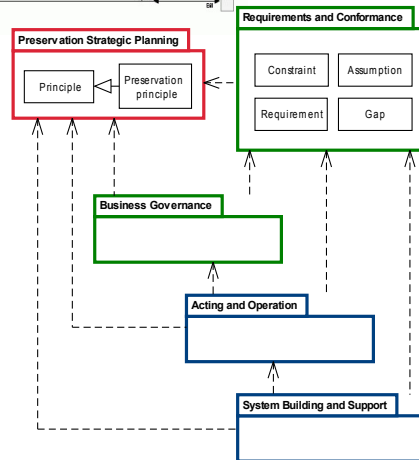 Requirements and Conformance
Preservation Strategic Planning
Constraint
Assumption
Principle
Preservation
principle
Requirement
Gap
Business Governance
Acting and Operation
System Building and Support